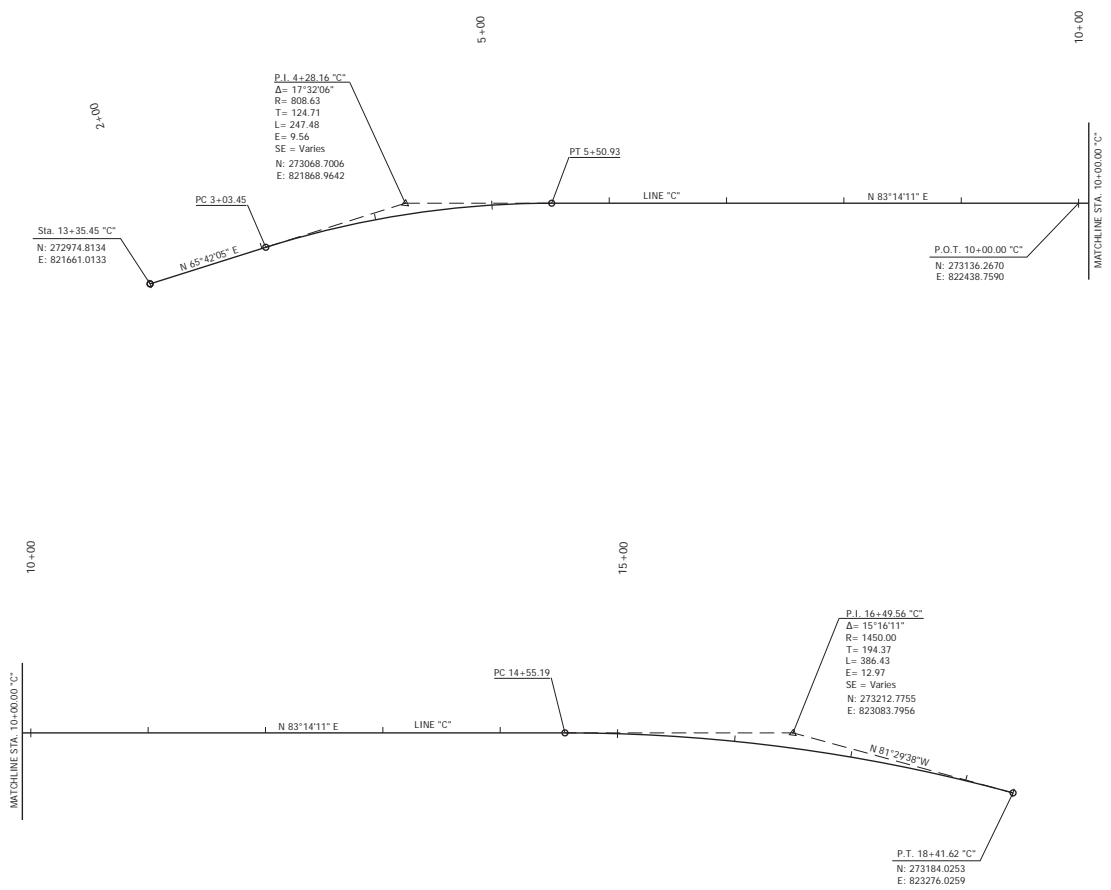 5+00
10+00
2+00
P.I. 4+28.16 "C"
Δ= 17°32'06"
R= 808.63
T= 124.71
L= 247.48
E= 9.56
SE = Varies
N: 273068.7006
E: 821868.9642
PT 5+50.93
PC 3+03.45
LINE "C"
N 83°14'11" E
MATCHLINE STA. 10+00.00 "C"
Sta. 13+35.45 "C"
N: 272974.8134
E: 821661.0133
N 65°42'05" E
P.O.T. 10+00.00 "C"
N: 273136.2670
E: 822438.7590
10+00
15+00
P.I. 16+49.56 "C"
Δ= 15°16'11"
R= 1450.00
T= 194.37
L= 386.43
E= 12.97
SE = Varies
N: 273212.7755
E: 823083.7956
PC 14+55.19
MATCHLINE STA. 10+00.00 "C"
N 83°14'11" E
LINE "C"
N 81°29'38"W
P.T. 18+41.62 "C"
N: 273184.0253
E: 823276.0259